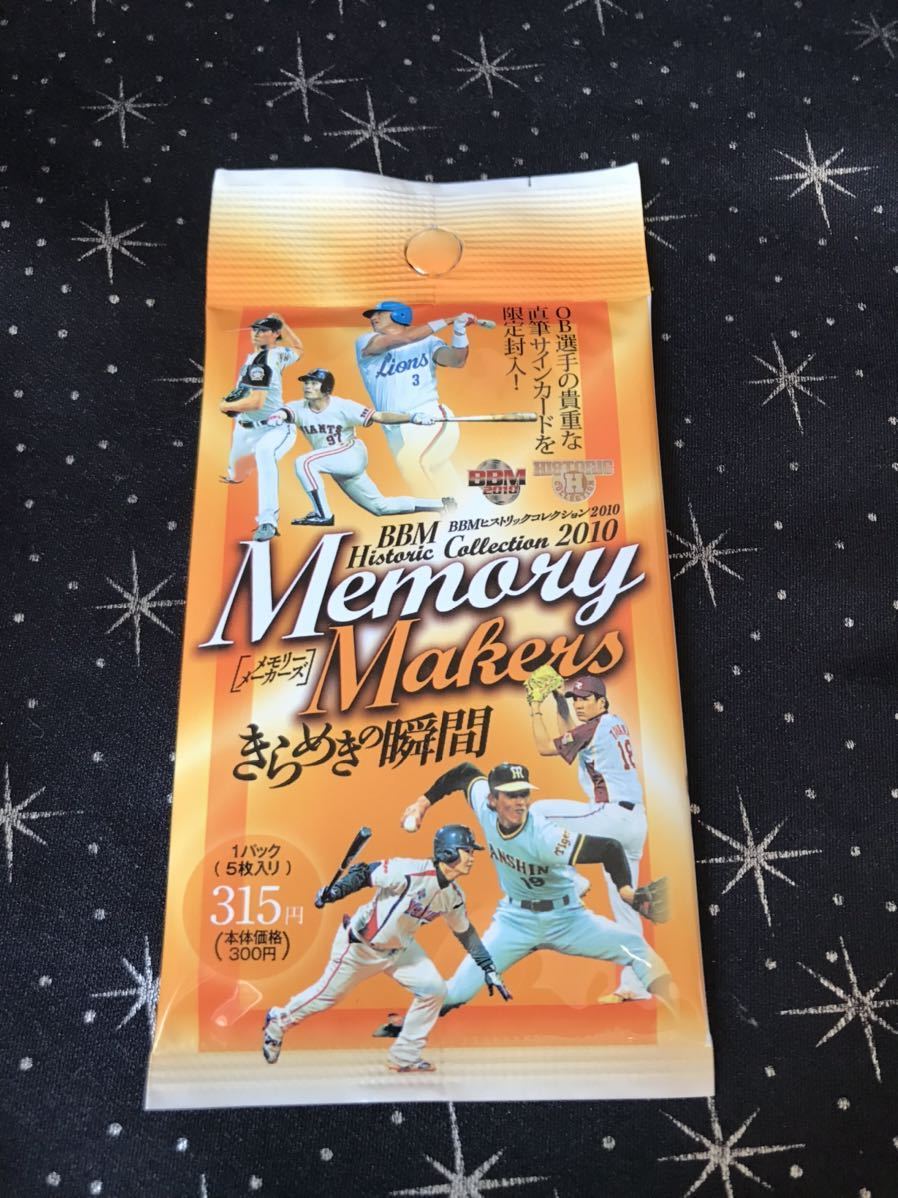 OB選手の貴重な
直筆サインカードを
限定封入!
Lions
3
GIANTS
97
BBM
2010
HISTORIC
H
COLLECTION
BBM BBMヒストリックコレクション2010
Historic Collection 2010
Memory
Makers
[メモリー
メーカーズ]
きらめきの瞬間
18
TH
Tigers
ANSHIN
19
1パック
(5枚入り)
315円
(本体価格
300円)